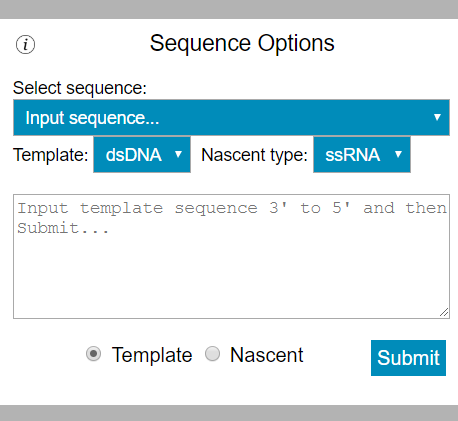 i
Sequence Options
Select sequence:
Input sequence...
Template: dsDNA Nascent type: ssRNA
Input template sequence 3' to 5' and then
Submit...
Template Nascent Submit